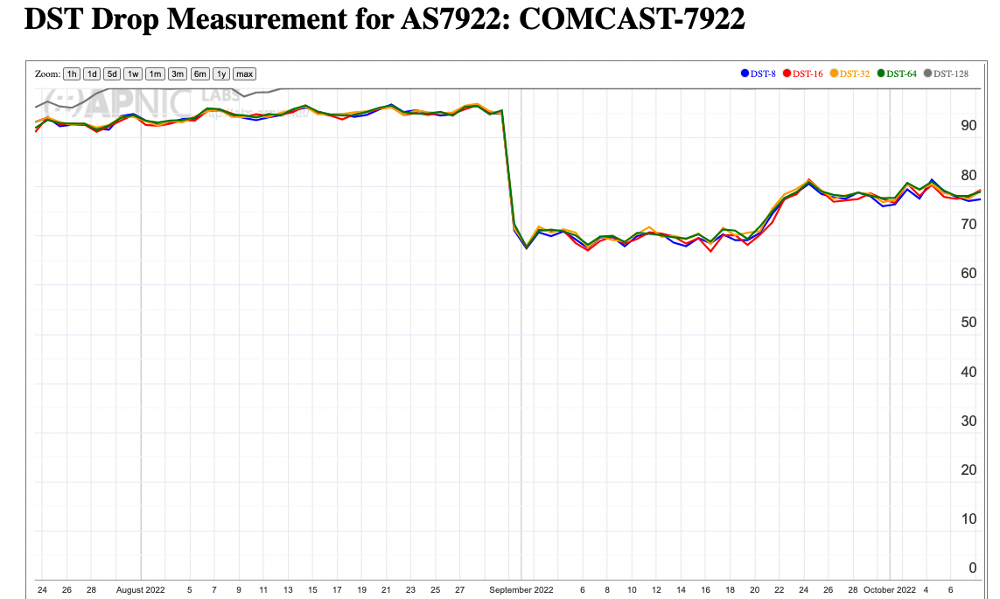 DST Drop Measurement for AS7922: COMCAST-7922
Zoom: 1h 1d 5d 1w 1m 3m 6m 1y max DST-8 DST-16 DST-32 DST-64 DST-128
(::) APNIC LABS
90
80
70
60
50
40
30
20
10
0
24 26 28 August 2022 5 7 9 11 13 15 17 19 21 23 25 27 September 2022 6 8 10 12 14 16 18 20 22 24 26 28 October 2022 4 6